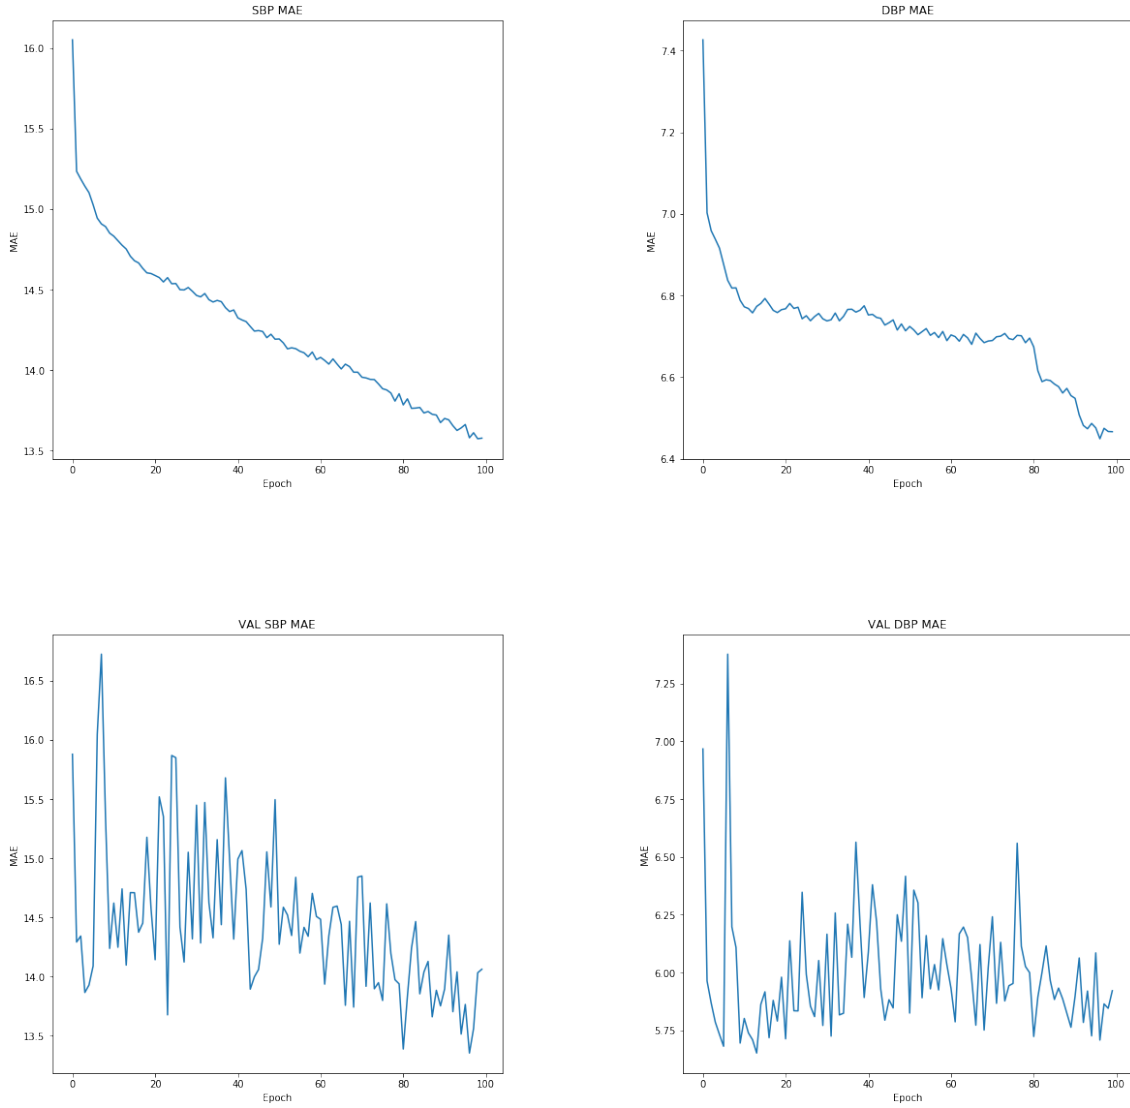 SBP MAE
16.0
15.5
15.0
14.5
14.0
13.5
MAE
0 20 40 60 80 100
Epoch
DBP MAE
7.4
7.2
7.0
6.8
6.6
6.4
MAE
0 20 40 60 80 100
Epoch
VAL SBP MAE
16.5
16.0
15.5
15.0
14.5
14.0
13.5
MAE
0 20 40 60 80 100
Epoch
VAL DBP MAE
7.25
7.00
6.75
6.50
6.25
6.00
5.75
MAE
0 20 40 60 80 100
Epoch